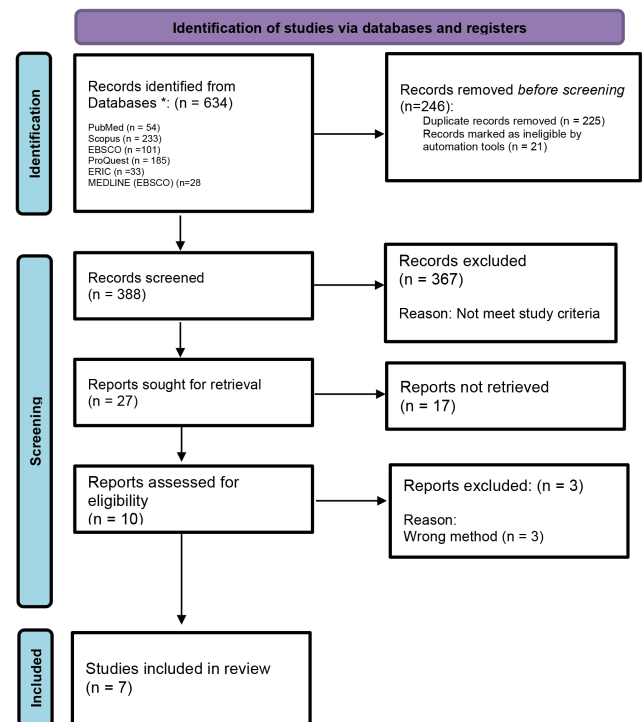 Identification of studies via databases and registers
Identification
Records identified from
Databases *: (n = 634)
PubMed (n = 54)
Scopus (n = 233)
EBSCO (n =101)
ProQuest (n = 185)
ERIC (n =33)
MEDLINE (EBSCO) (n=28
Records removed before screening
(n=246):
Duplicate records removed (n = 225)
Records marked as ineligible by
automation tools (n = 21)
Screening
Records screened
(n = 388)
Records excluded
(n = 367)
Reason: Not meet study criteria
Reports sought for retrieval
(n = 27)
Reports not retrieved
(n = 17)
Reports assessed for
eligibility
(n = 10)
Reports excluded: (n = 3)
Reason:
Wrong method (n = 3)
Included
Studies included in review
(n = 7)